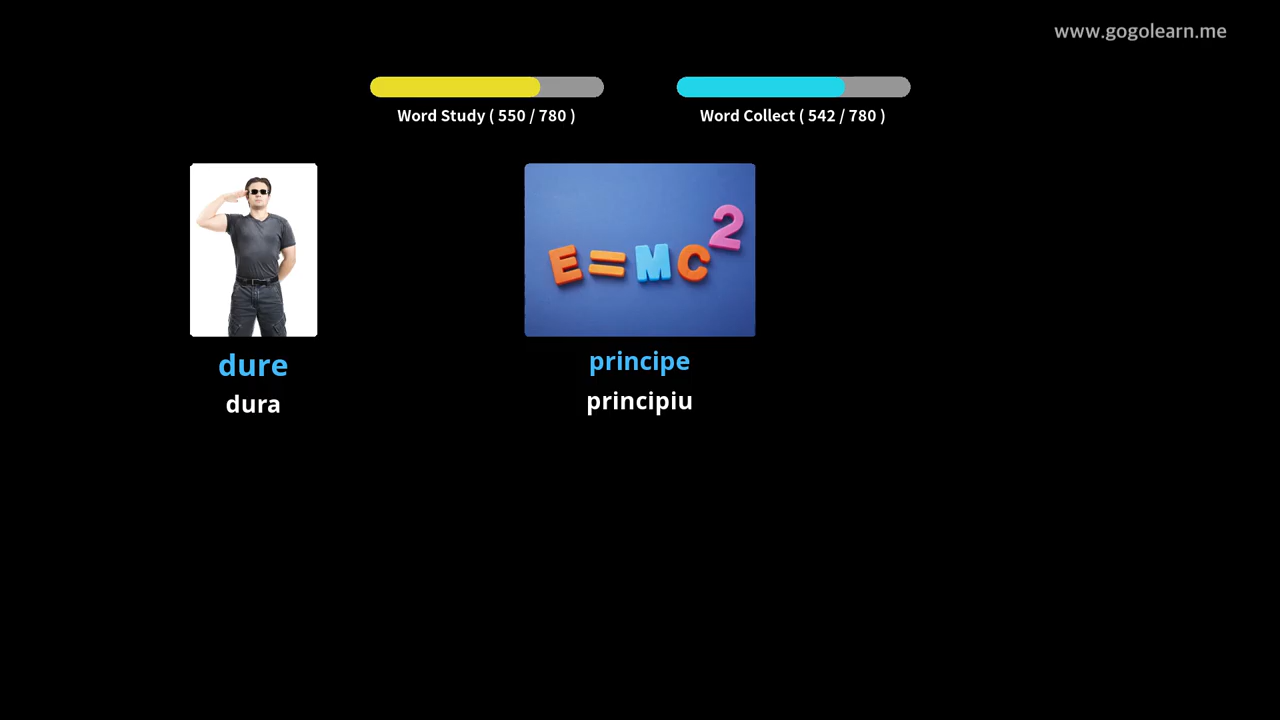 www.gogolearn.me
Word Study ( 550 / 780 )
Word Collect ( 542 / 780 )
E=MC2
dure
dura
principe
principiu